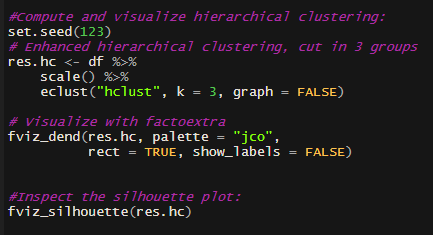 #Compute and visualize hierarchical clustering:
set.seed(123)
# Enhanced hierarchical clustering, cut in 3 groups
res.hc <- df %>%
    scale() %>%
    eclust("hclust", k = 3, graph = FALSE)
# Visualize with factoextra
fviz_dend(res.hc, palette = "jco",
          rect = TRUE, show_labels = FALSE)
#Inspect the silhouette plot:
fviz_silhouette(res.hc)